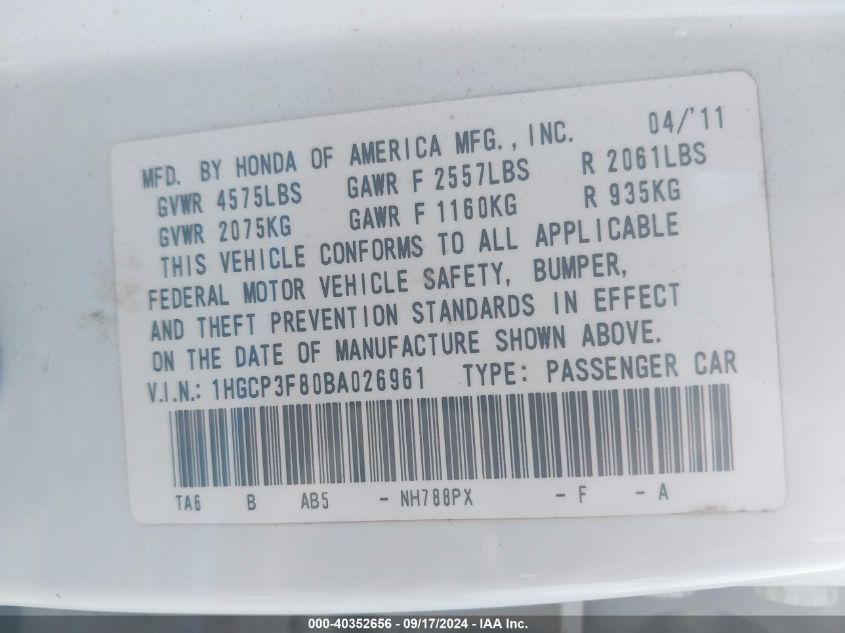 04/'11
MFD. BY HONDA OF AMERICA MFG., INC.
GVWR 4575LBS GAWR F 2557LBS R 2061LBS
GVWR 2075KG GAWR F 1160KG R 935KG
THIS VEHICLE CONFORMS TO ALL APPLICABLE
FEDERAL MOTOR VEHICLE SAFETY, BUMPER,
AND THEFT PREVENTION STANDARDS IN EFFECT
ON THE DATE OF MANUFACTURE SHOWN ABOVE.
V.I.N.: 1HGCP3F80BA026961 TYPE: PASSENGER CAR
TA6 B AB5 - NH788PX - F - A
000-40352656 - 09/17/2024 - IAA Inc.